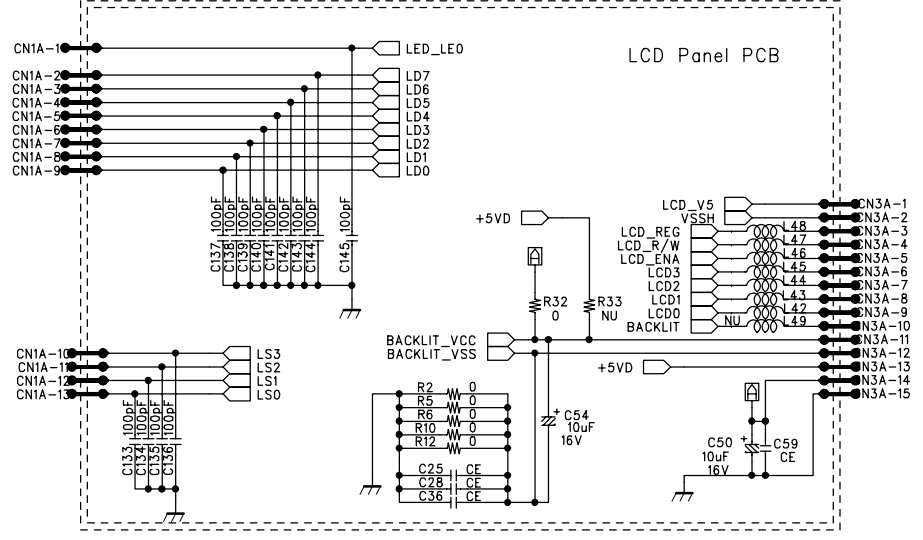 LCD Panel PCB
CN1A-1
LED_LE0
CN1A-2
LD7
CN1A-3
LD6
CN1A-4
LD5
CN1A-5
LD4
CN1A-6
LD3
CN1A-7
LD2
CN1A-8
LD1
CN1A-9
LD0
C137 100pF
C138 100pF
C139 100pF
C140 100pF
C141 100pF
C142 100pF
C143 100pF
C144 100pF
C145 100pF
LCD_V5
CN3A-1
VSSH
CN3A-2
LCD_REG
L48
CN3A-3
LCD_R/W
L47
CN3A-4
LCD_ENA
L46
CN3A-5
LCD3
L45
CN3A-6
LCD2
L44
CN3A-7
LCD1
L43
CN3A-8
LCD0
L42
CN3A-9
BACKLIT
NU
L49
CN3A-10
+5VD
A
R32
0
R33
NU
BACKLIT_VCC
CN3A-11
BACKLIT_VSS
CN3A-12
+5VD
CN3A-13
N3A-14
N3A-15
CN1A-10
LS3
CN1A-11
LS2
CN1A-12
LS1
CN1A-13
LS0
C133 100pF
C134 100pF
C135 100pF
C136 100pF
R2 0
R5 0
R6 0
R10 0
R12 0
C25 CE
C28 CE
C36 CE
+
C54
10uF
16V
A
C50
+
10uF
16V
C59
CE